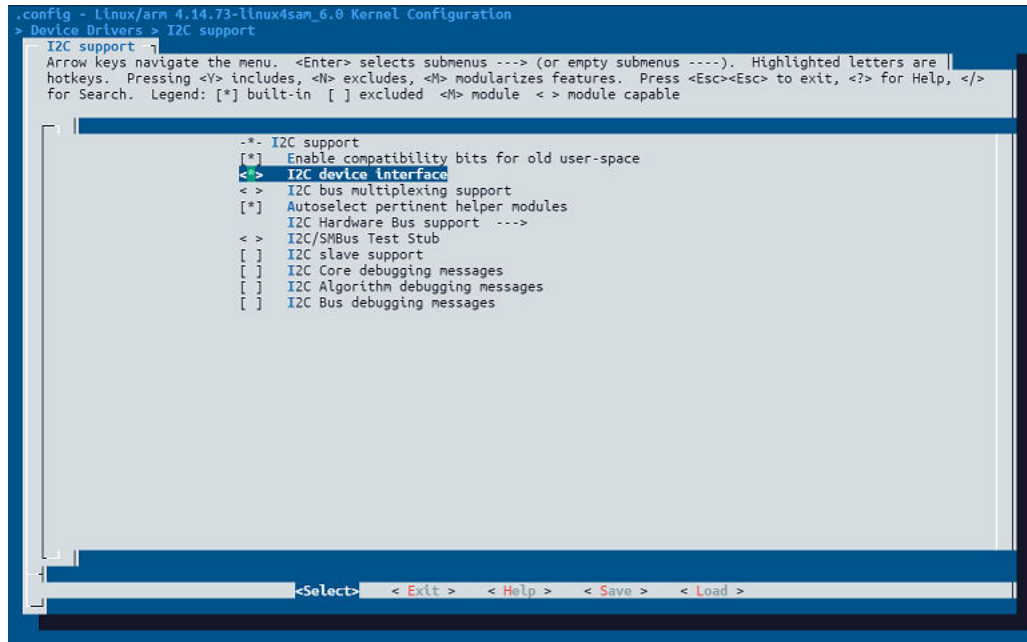 .config - Linux/arm 4.14.73-linux4sam_6.0 Kernel Configuration
> Device Drivers > I2C support
I2C support
Arrow keys navigate the menu.  <Enter> selects submenus ---> (or empty submenus ----).  Highlighted letters are
hotkeys.  Pressing <Y> includes, <N> excludes, <M> modularizes features.  Press <Esc><Esc> to exit, <?> for Help, </>
for Search.  Legend: [*] built-in  [ ] excluded  <M> module  < > module capable
-*- I2C support
[*]   Enable compatibility bits for old user-space
<*>   I2C device interface
< >   I2C bus multiplexing support
[*]   Autoselect pertinent helper modules
I2C Hardware Bus support  --->
< >   I2C/SMBus Test Stub
[ ]   I2C slave support
[ ]   I2C Core debugging messages
[ ]   I2C Algorithm debugging messages
[ ]   I2C Bus debugging messages
<Select>    < Exit >    < Help >    < Save >    < Load >